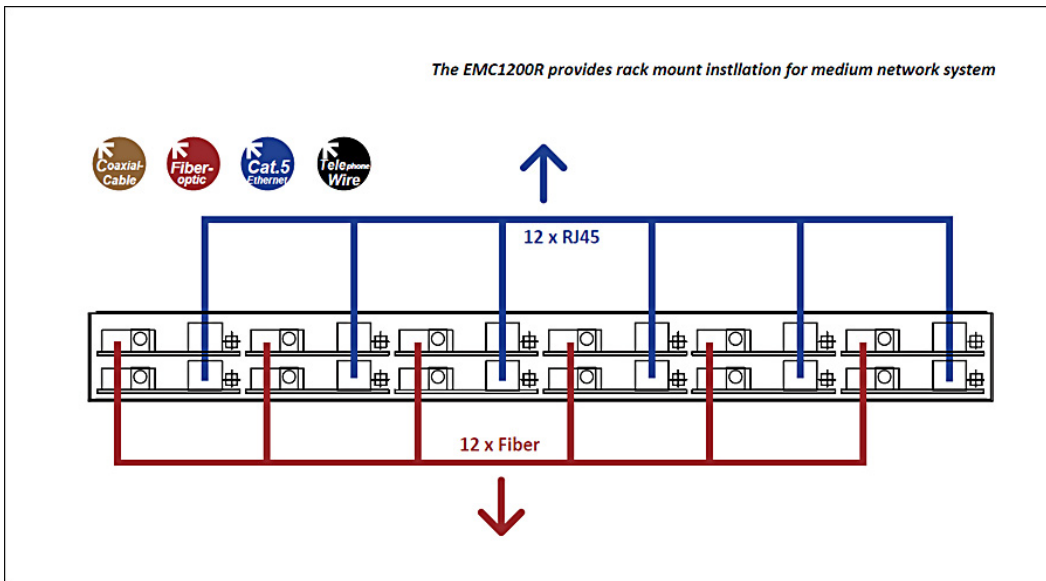 The EMC1200R provides rack mount instllation for medium network system
Coaxial-
Cable
Fiber-
optic
Cat.5
Ethernet
Telephone
Wire
12 x RJ45
12 x Fiber